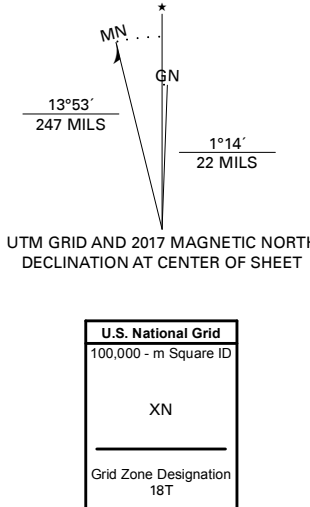 ★
MN
GN
13°53´
247 MILS
1°14´
22 MILS
UTM GRID AND 2017 MAGNETIC NORTH
DECLINATION AT CENTER OF SHEET
U.S. National Grid
100,000 - m Square ID
XN
Grid Zone Designation
18T